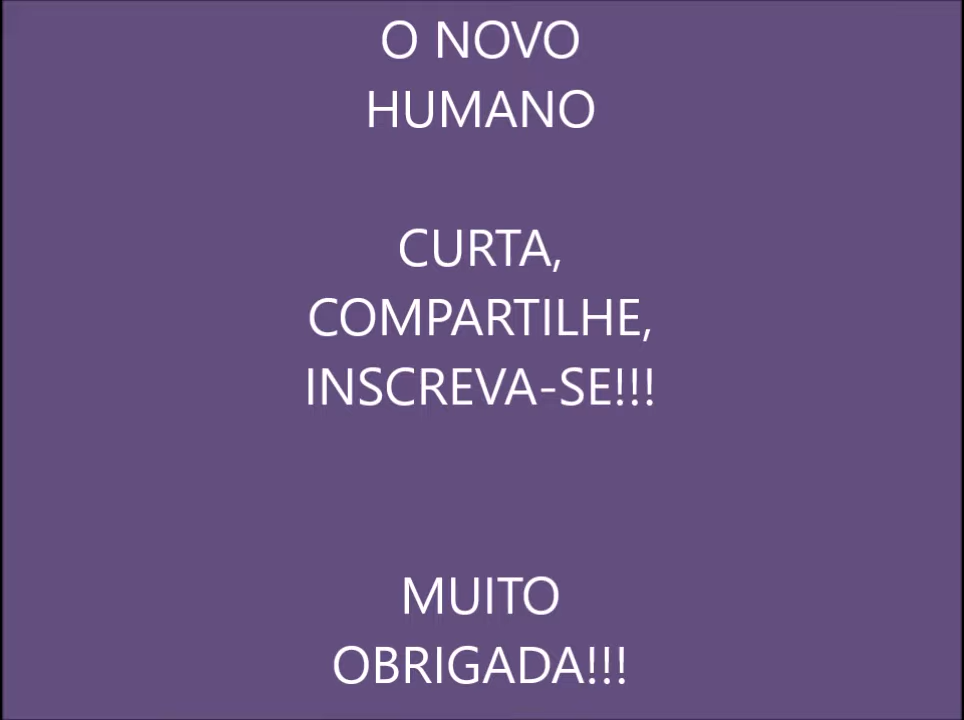 O NOVO
HUMANO
CURTA,
COMPARTILHE,
INSCREVA-SE!!!
MUITO
OBRIGADA!!!